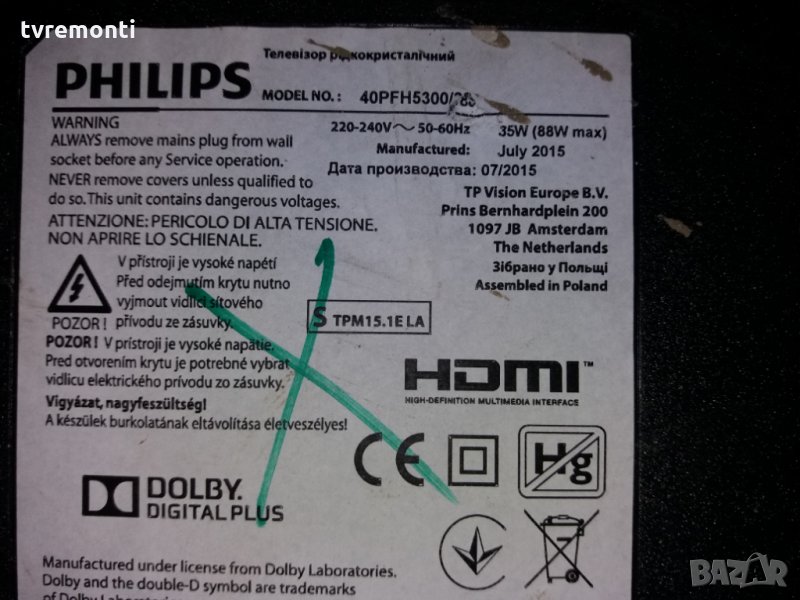 tvremonti
Телевізор рідкокристалічний
PHILIPS
MODEL NO.: 40PFH5300/88
WARNING
ALWAYS remove mains plug from wall
socket before any Service operation.
NEVER remove covers unless qualified to
do so. This unit contains dangerous voltages.
ATTENZIONE: PERICOLO DI ALTA TENSIONE.
NON APRIRE LO SCHIENALE.
220-240V～ 50-60Hz 35W (88W max)
Manufactured: July 2015
Дата производства: 07/2015
TP Vision Europe B.V.
Prins Bernhardplein 200
1097 JB Amsterdam
The Netherlands
Зібрано у Польщі
Assembled in Poland
V přístroji je vysoké napětí
Před odejmutím krytu nutno
vyjmout vidlici síťového
POZOR! přívodu ze zásuvky.
POZOR! V prístroji je vysoké napätie.
Pred otvorením krytu je potrebné vybrať
vidlicu elektrického prívodu zo zásuvky.
Vigyázat, nagyfeszültség!
A készülek burkolatának eltávolítása életveszélyes!
S TPM15.1E LA
HDMI™
HIGH-DEFINITION MULTIMEDIA INTERFACE
CE
Hg
DOLBY.
DIGITAL PLUS
Manufactured under license from Dolby Laboratories.
Dolby and the double-D symbol are trademarks
of Dolby Laboratories
BAZAR